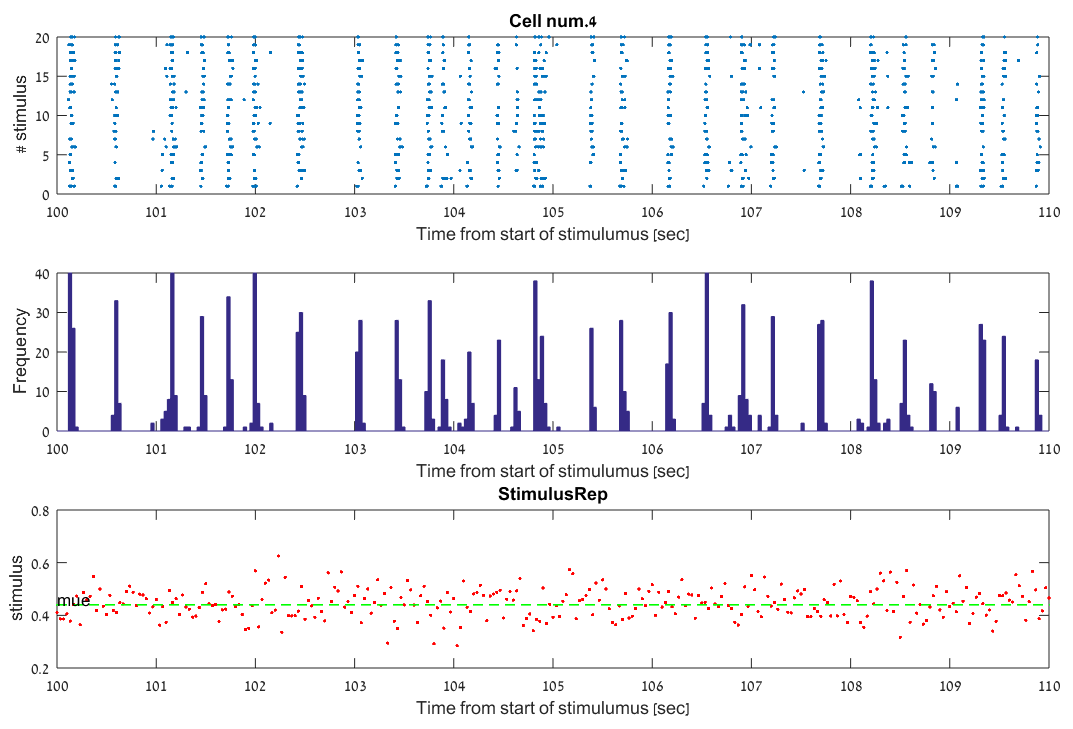 Cell num.4
20
15
10
5
0
# stimulus
100 101 102 103 104 105 106 107 108 109 110
Time from start of stimulumus [sec]
40
30
20
10
0
Frequency
100 101 102 103 104 105 106 107 108 109 110
Time from start of stimulumus [sec]
StimulusRep
0.8
0.6
0.4
0.2
stimulus
mue
100 101 102 103 104 105 106 107 108 109 110
Time from start of stimulumus [sec]